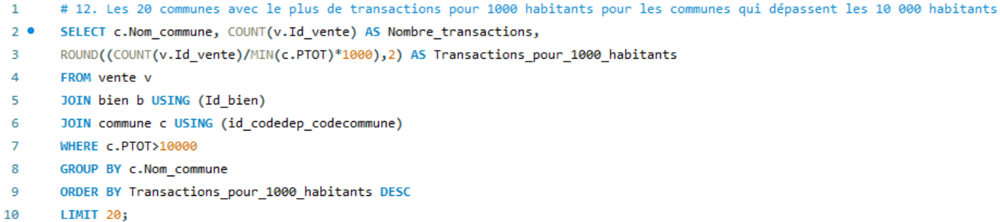 1 # 12. Les 20 communes avec le plus de transactions pour 1000 habitants pour les communes qui dépassent les 10 000 habitants
2 SELECT c.Nom_commune, COUNT(v.Id_vente) AS Nombre_transactions,
3 ROUND((COUNT(v.Id_vente)/MIN(c.PTOT)*1000),2) AS Transactions_pour_1000_habitants
4 FROM vente v
5 JOIN bien b USING (Id_bien)
6 JOIN commune c USING (id_codedep_codecommune)
7 WHERE c.PTOT>10000
8 GROUP BY c.Nom_commune
9 ORDER BY Transactions_pour_1000_habitants DESC
10 LIMIT 20;